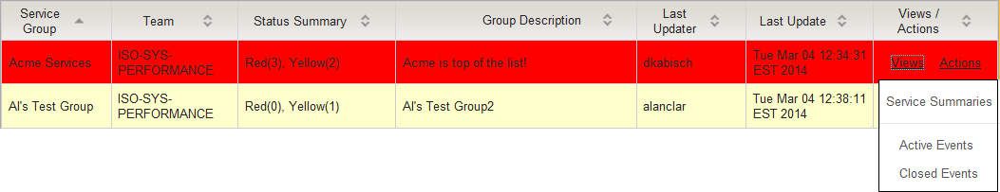 Service Group
Team
Status Summary
Group Description
Last Updater
Last Update
Views / Actions
Acme Services
ISO-SYS-
PERFORMANCE
Red(3), Yellow(2)
Acme is top of the list!
dkabisch
Tue Mar 04 12:34:31
EST 2014
Views Actions
Al's Test Group
ISO-SYS-
PERFORMANCE
Red(0), Yellow(1)
Al's Test Group2
alanclar
Tue Mar 04 12:38:11
EST 2014
Service Summaries
Active Events
Closed Events